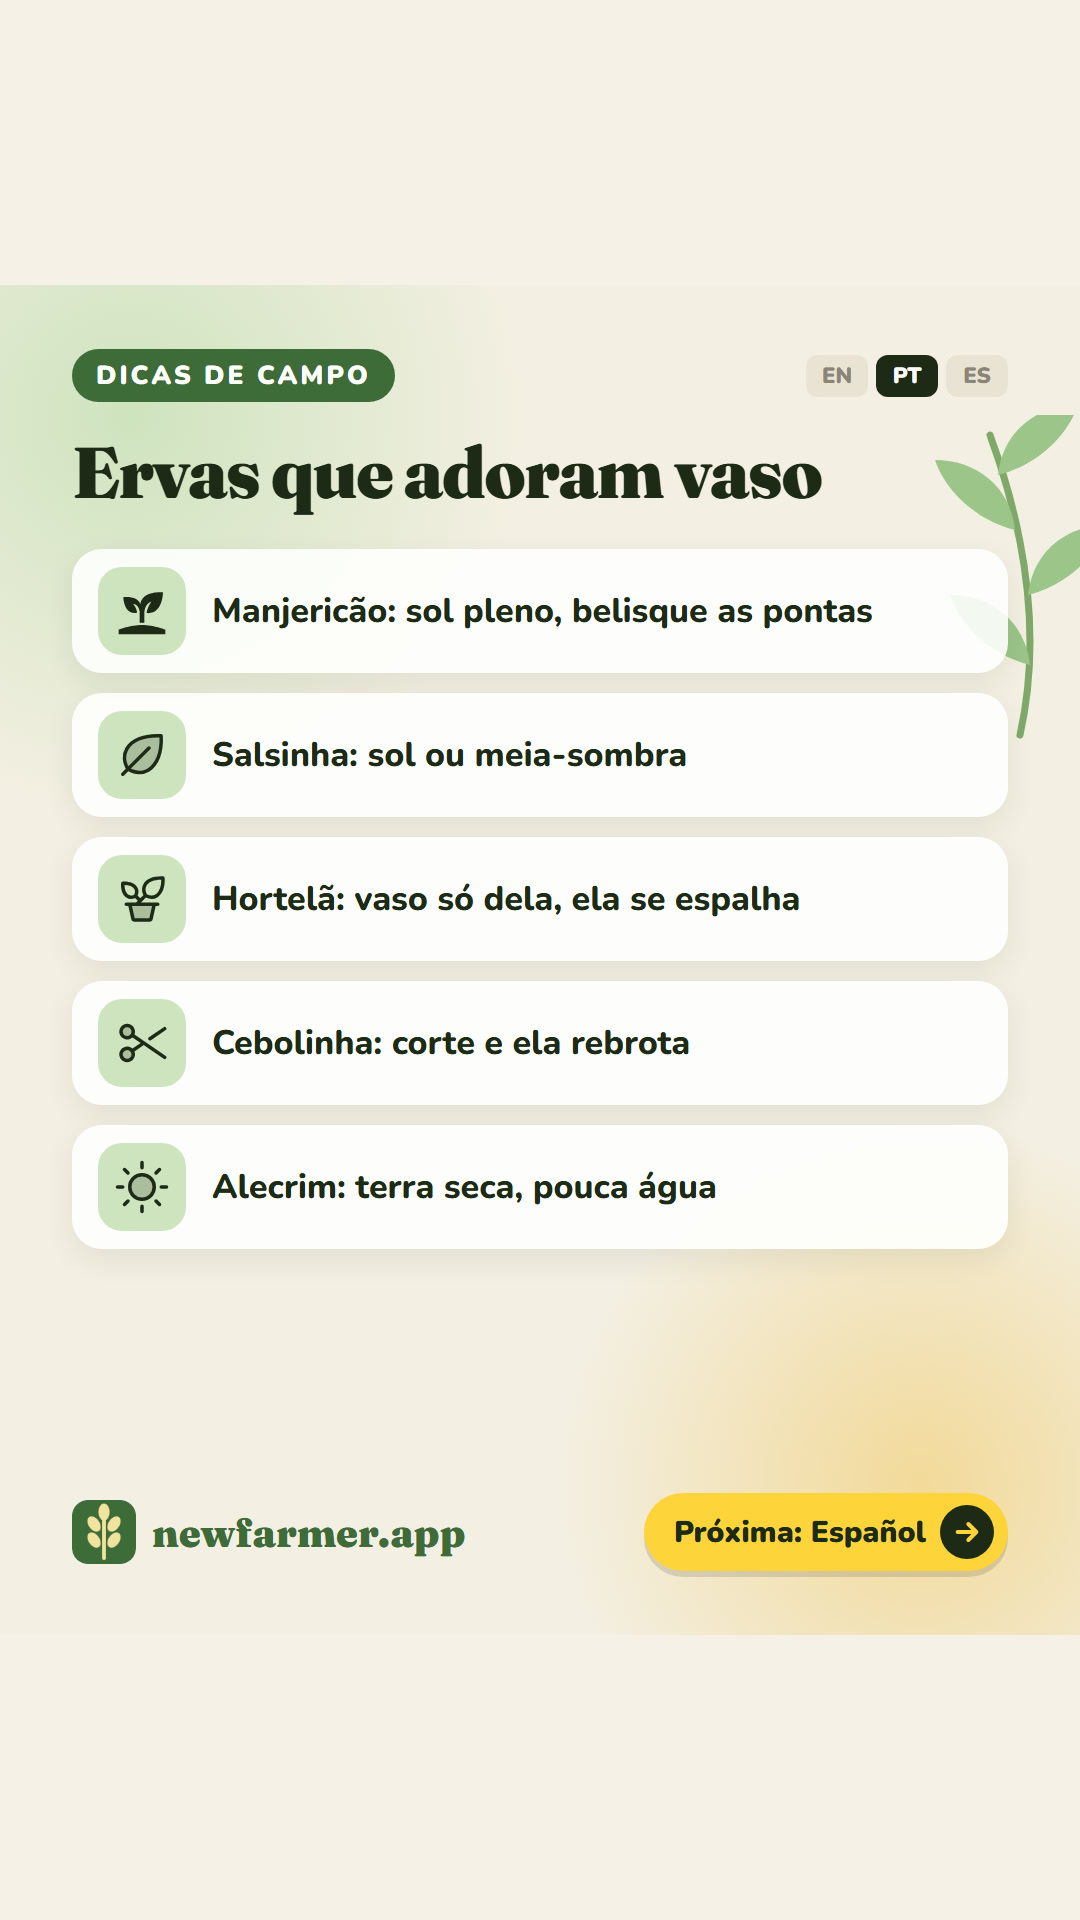 DICAS DE CAMPO
EN PT ES
Ervas que adoram vaso
Manjericão: sol pleno, belisque as pontas
Salsinha: sol ou meia-sombra
Hortelã: vaso só dela, ela se espalha
Cebolinha: corte e ela rebrota
Alecrim: terra seca, pouca água
newfarmer.app
Próxima: Español